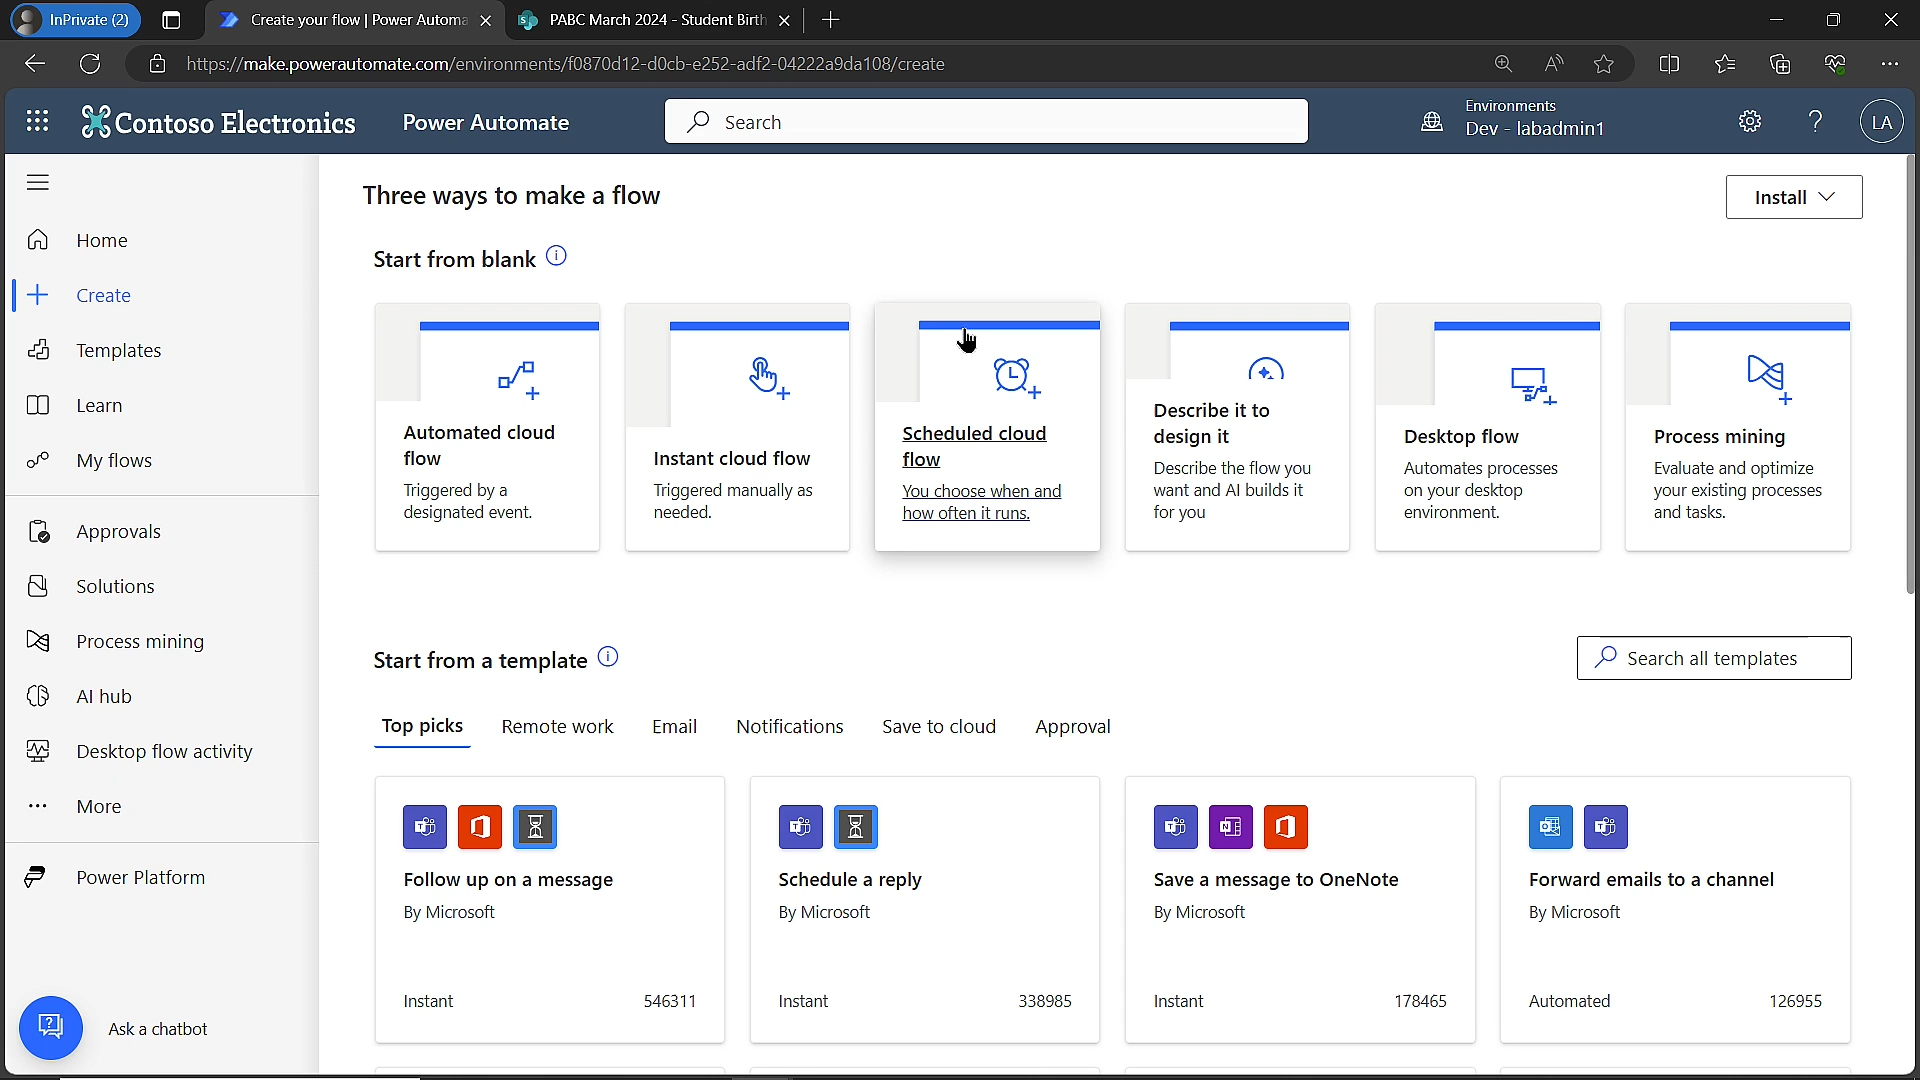 InPrivate (2)
Create your flow | Power Automa
PABC March 2024 - Student Birth
https://make.powerautomate.com/environments/f0870d12-d0cb-e252-adf2-04222a9da108/create
Contoso Electronics
Power Automate
Search
Environments
Dev - labadmin1
LA
Three ways to make a flow
Install
Home
Create
Templates
Learn
My flows
Approvals
Solutions
Process mining
AI hub
Desktop flow activity
More
Power Platform
Ask a chatbot
Start from blank
Automated cloud
flow
Triggered by a
designated event.
Instant cloud flow
Triggered manually as
needed.
Scheduled cloud
flow
You choose when and
how often it runs.
Describe it to
design it
Describe the flow you
want and AI builds it
for you
Desktop flow
Automates processes
on your desktop
environment.
Process mining
Evaluate and optimize
your existing processes
and tasks.
Start from a template
Search all templates
Top picks
Remote work
Email
Notifications
Save to cloud
Approval
Follow up on a message
By Microsoft
Instant
546311
Schedule a reply
By Microsoft
Instant
338985
Save a message to OneNote
By Microsoft
Instant
178465
Forward emails to a channel
By Microsoft
Automated
126955